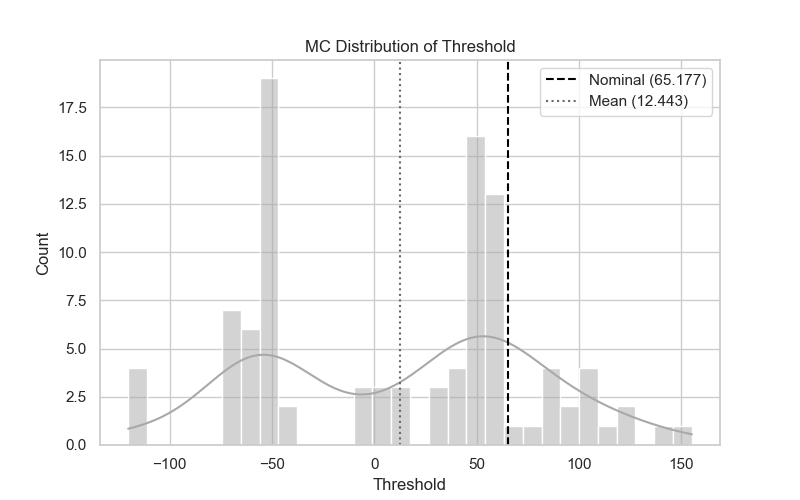 MC Distribution of Threshold
Nominal (65.177)
Mean (12.443)
Count
17.5
15.0
12.5
10.0
7.5
5.0
2.5
0.0
−100 −50 0 50 100 150
Threshold